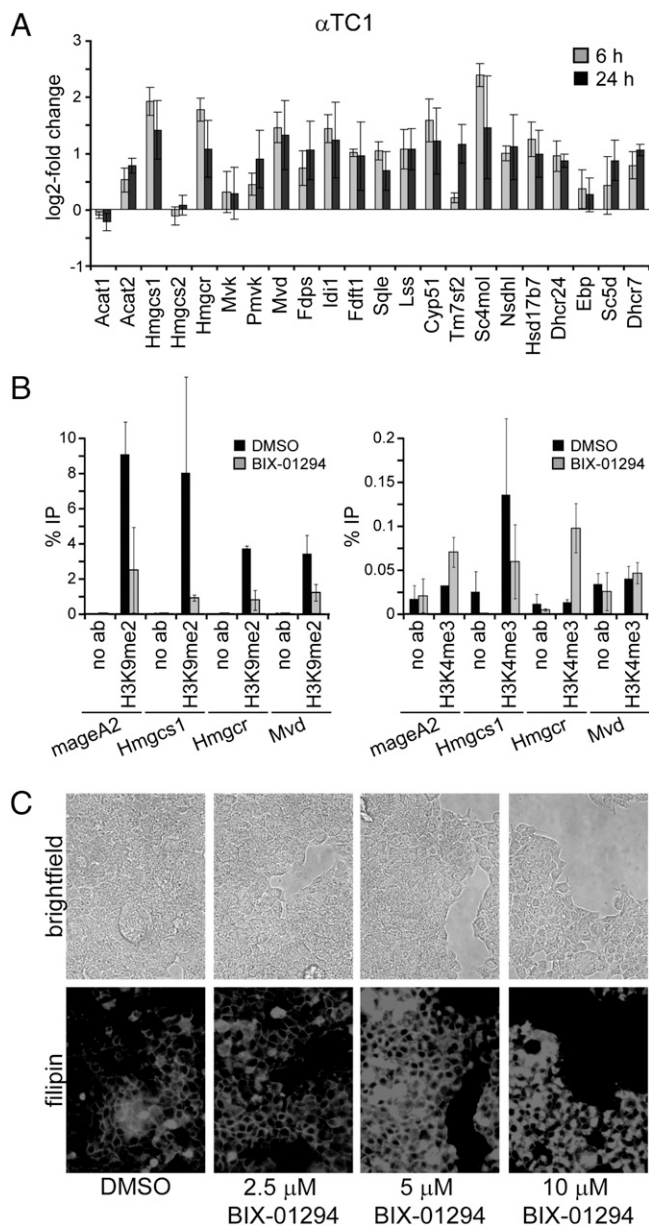 A
αTC1
6 h
24 h
log2-fold change
3
2
1
0
-1
Acat1
Acat2
Hmgcs1
Hmgcs2
Hmgcr
Mvk
Pmvk
Mvd
Fdps
Idi1
Fdft1
Sqle
Lss
Cyp51
Tm7sf2
Sc4mol
Nsdhl
Hsd17b7
Dhcr24
Ebp
Sc5d
Dhcr7
B
DMSO
BIX-01294
% IP
10
8
6
4
2
0
no ab
H3K9me2
no ab
H3K9me2
no ab
H3K9me2
no ab
H3K9me2
mageA2
Hmgcs1
Hmgcr
Mvd
DMSO
BIX-01294
% IP
0.2
0.15
0.1
0.05
0
no ab
H3K4me3
no ab
H3K4me3
no ab
H3K4me3
no ab
H3K4me3
mageA2
Hmgcs1
Hmgcr
Mvd
C
brightfield
filipin
DMSO
2.5 μM
BIX-01294
5 μM
BIX-01294
10 μM
BIX-01294